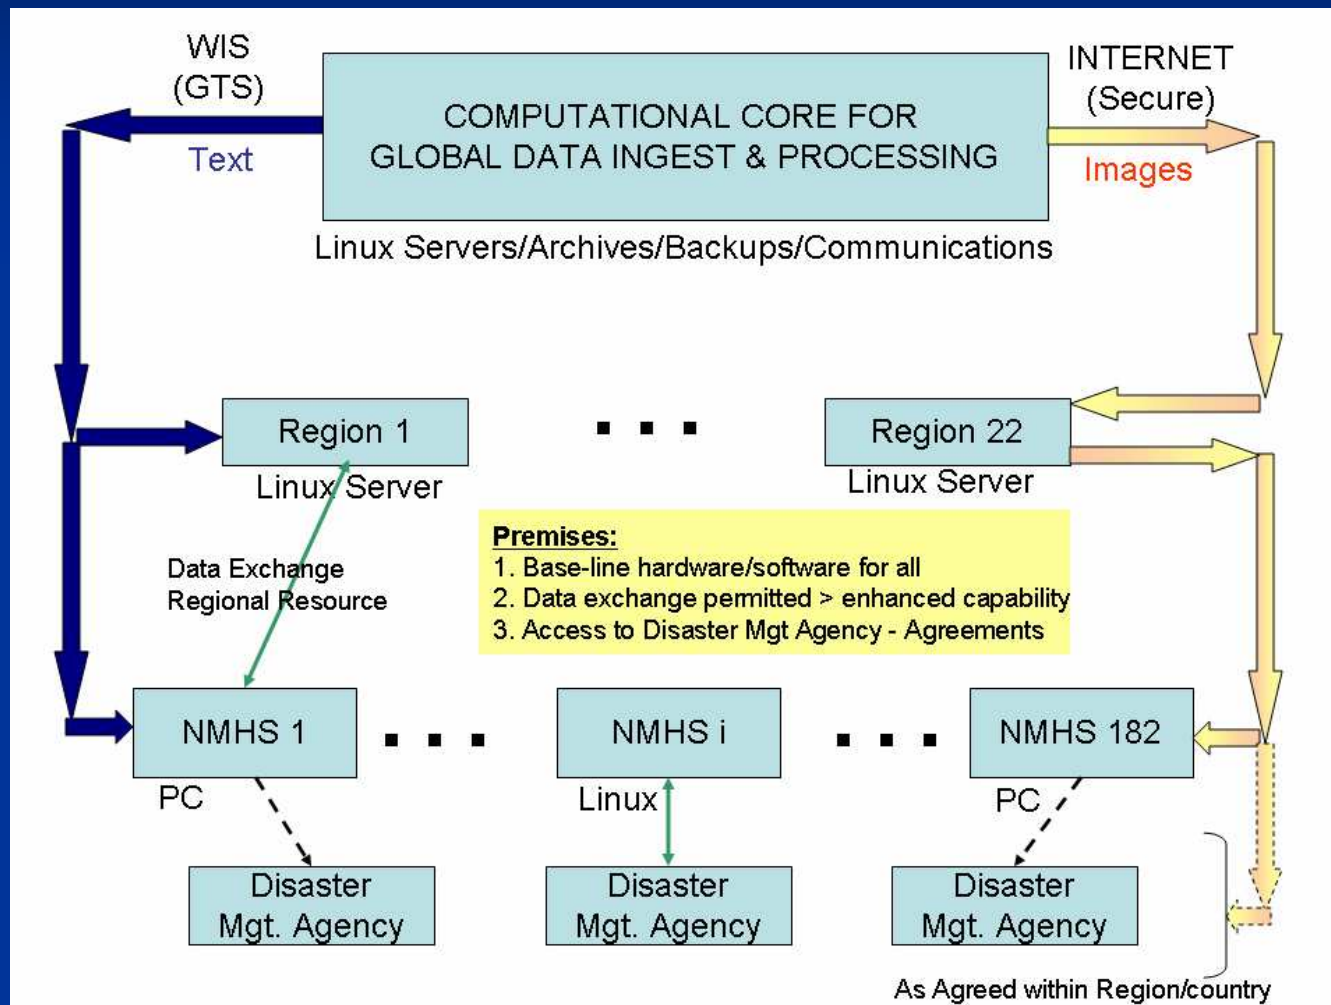 WIS
(GTS)
Text
COMPUTATIONAL CORE FOR
GLOBAL DATA INGEST & PROCESSING
INTERNET
(Secure)
Images
Linux Servers/Archives/Backups/Communications
Region 1
Linux Server
Region 22
Linux Server
Data Exchange
Regional Resource
Premises:
1. Base-line hardware/software for all
2. Data exchange permitted > enhanced capability
3. Access to Disaster Mgt Agency - Agreements
NMHS 1
PC
NMHS i
Linux
NMHS 182
PC
Disaster
Mgt. Agency
Disaster
Mgt. Agency
Disaster
Mgt. Agency
As Agreed within Region/country